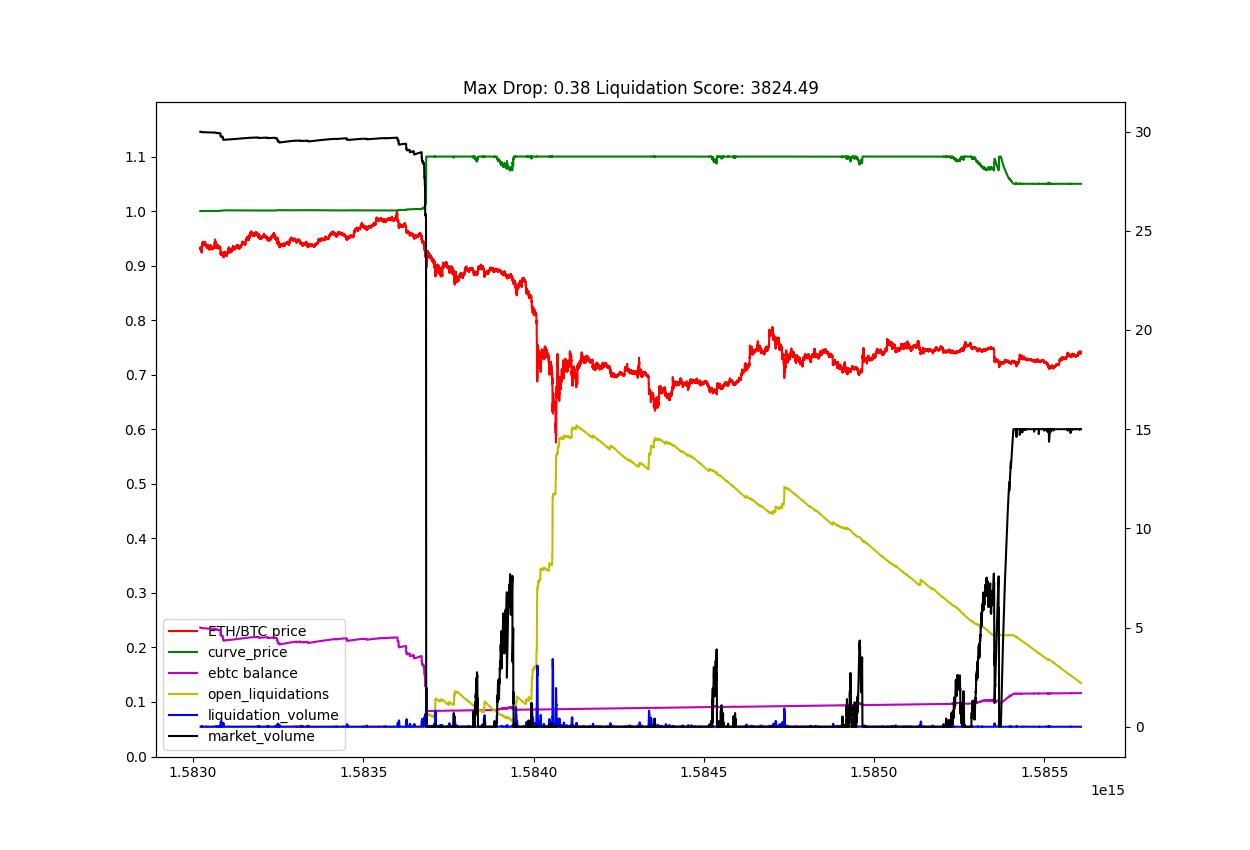 Max Drop: 0.38 Liquidation Score: 3824.49
1.1
1.0
0.9
0.8
0.7
0.6
0.5
0.4
0.3
0.2
0.1
0.0
30
25
20
15
10
5
0
ETH/BTC price
curve_price
ebtc balance
open_liquidations
liquidation_volume
market_volume
1.5830 1.5835 1.5840 1.5845 1.5850 1.5855
1e15